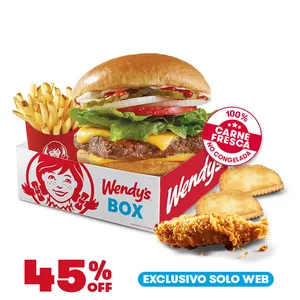 100%
CARNE
FRESCA
NO CONGELADA
Wendy's
BOX
Wendy's
45% OFF
EXCLUSIVO SOLO WEB